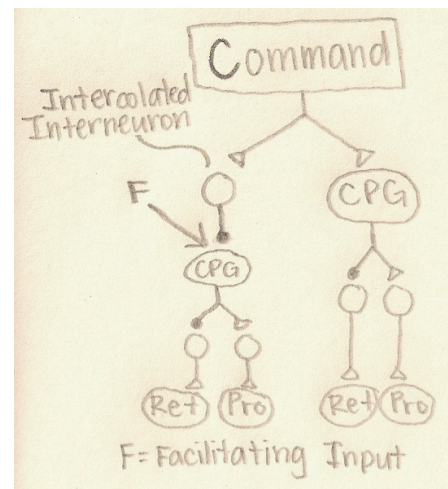 Command
Intercolated
Interneuron
F
CPG
CPG
Ret Pro
Ret Pro
F= Facilitating Input